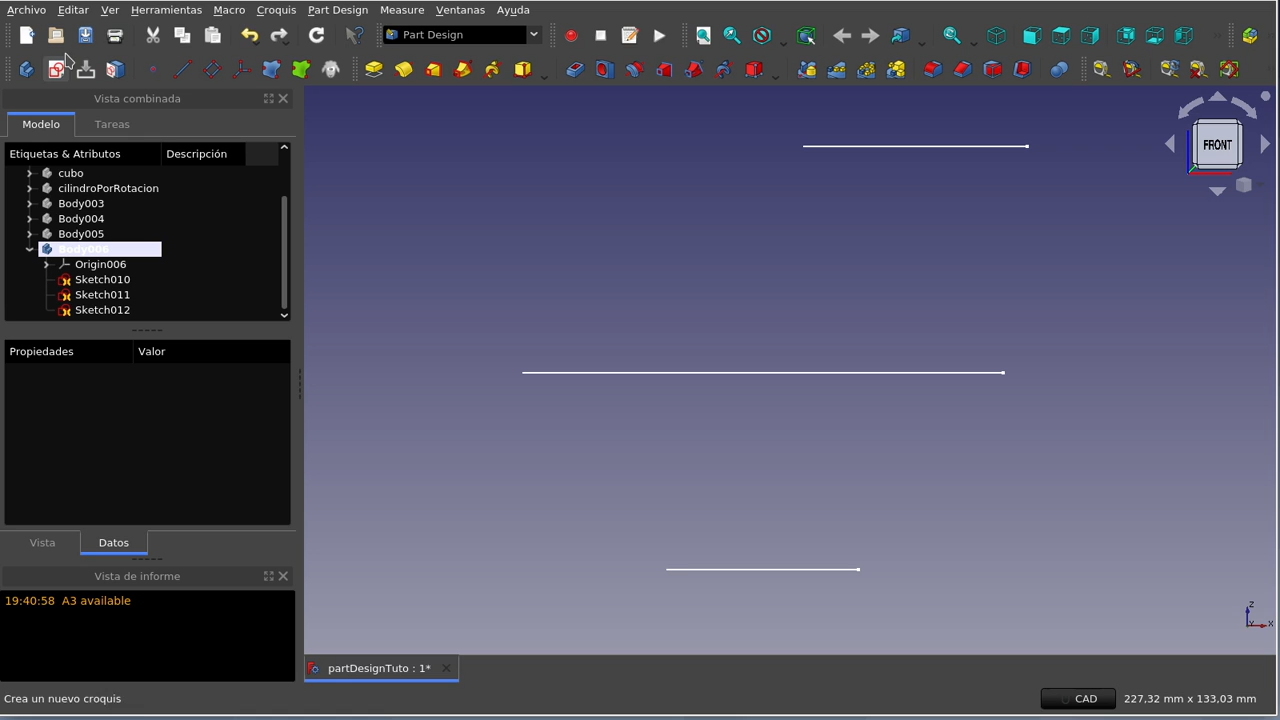 Archivo Editar Ver Herramientas Macro Croquis Part Design Measure Ventanas Ayuda
Part Design
Vista combinada
Modelo Tareas
Etiquetas & Atributos Descripción
cubo
cilindroPorRotacion
Body003
Body004
Body005
Body006
Origin006
Sketch010
Sketch011
Sketch012
Propiedades Valor
Vista Datos
Vista de informe
19:40:58 A3 available
FRONT
Z
Y X
partDesignTuto : 1*
Crea un nuevo croquis
CAD 227,32 mm x 133,03 mm